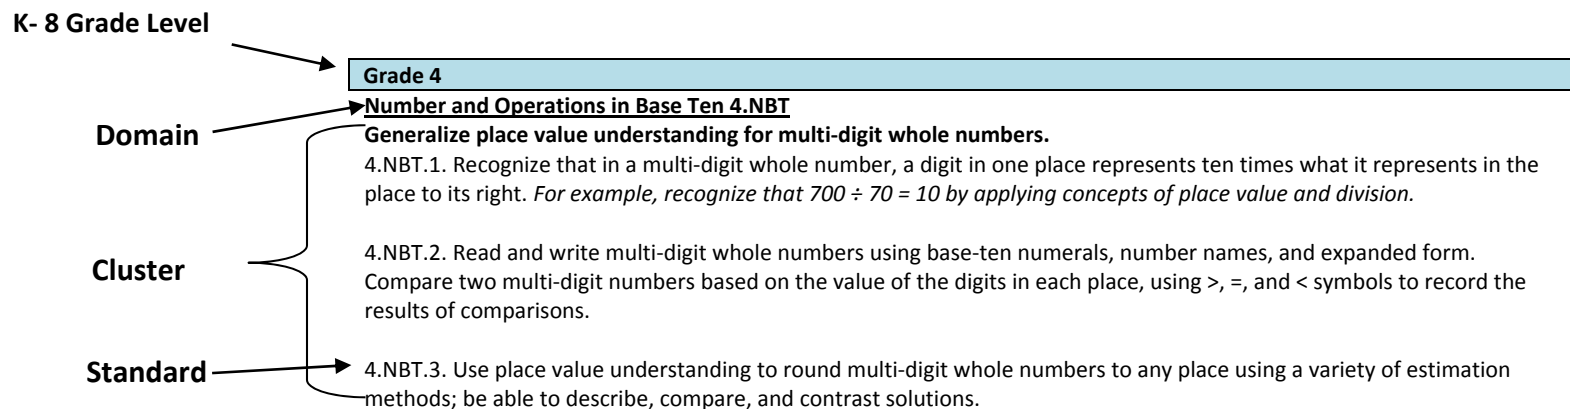 K- 8 Grade Level
Grade 4
Number and Operations in Base Ten 4.NBT
Domain
Generalize place value understanding for multi-digit whole numbers.
4.NBT.1. Recognize that in a multi-digit whole number, a digit in one place represents ten times what it represents in the
place to its right. For example, recognize that 700 ÷ 70 = 10 by applying concepts of place value and division.
4.NBT.2. Read and write multi-digit whole numbers using base-ten numerals, number names, and expanded form.
Cluster
Compare two multi-digit numbers based on the value of the digits in each place, using >, =, and < symbols to record the
results of comparisons.
Standard
4.NBT.3. Use place value understanding to round multi-digit whole numbers to any place using a variety of estimation
methods; be able to describe, compare, and contrast solutions.